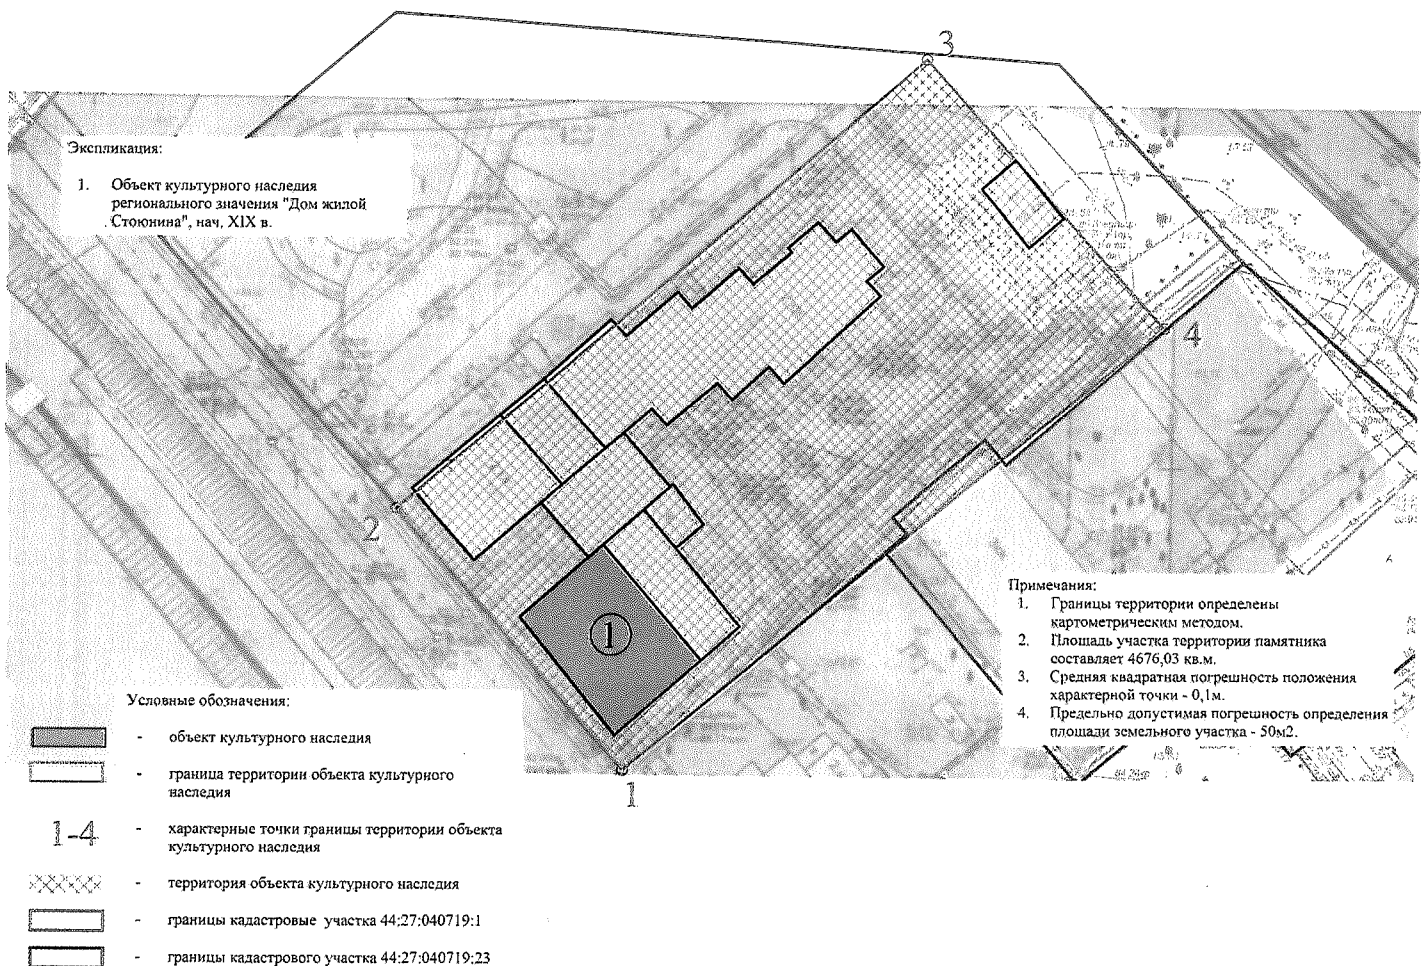 3
Экспликация:
1. Объект культурного наследия
регионального значения "Дом жилой
Стоюнина", нач, XIX в.
4
2
1
Примечания:
1. Границы территории определены
картометрическим методом.
2. Площадь участка территории памятника
составляет 4676,03 кв.м.
3. Средняя квадратная погрешность положения
характерной точки - 0,1м.
4. Предельно допустимая погрешность определения
площади земельного участка - 50м2.
1
Условные обозначения:
- объект культурного наследия
- граница территории объекта культурного
наследия
1-4 - характерные точки границы территории объекта
культурного наследия
- территория объекта культурного наследия
- границы кадастровые участка 44:27:040719:1
- границы кадастрового участка 44:27:040719:23